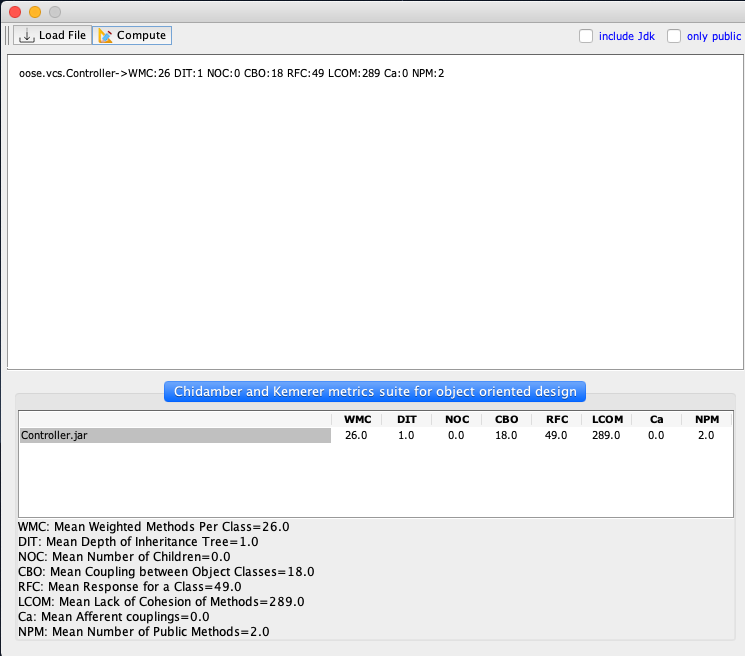 Load File Compute include Jdk only public
oose.vcs.Controller->WMC:26 DIT:1 NOC:0 CBO:18 RFC:49 LCOM:289 Ca:0 NPM:2
Chidamber and Kemerer metrics suite for object oriented design
WMC DIT NOC CBO RFC LCOM Ca NPM
Controller.jar 26.0 1.0 0.0 18.0 49.0 289.0 0.0 2.0
WMC: Mean Weighted Methods Per Class=26.0
DIT: Mean Depth of Inheritance Tree=1.0
NOC: Mean Number of Children=0.0
CBO: Mean Coupling between Object Classes=18.0
RFC: Mean Response for a Class=49.0
LCOM: Mean Lack of Cohesion of Methods=289.0
Ca: Mean Afferent couplings=0.0
NPM: Mean Number of Public Methods=2.0